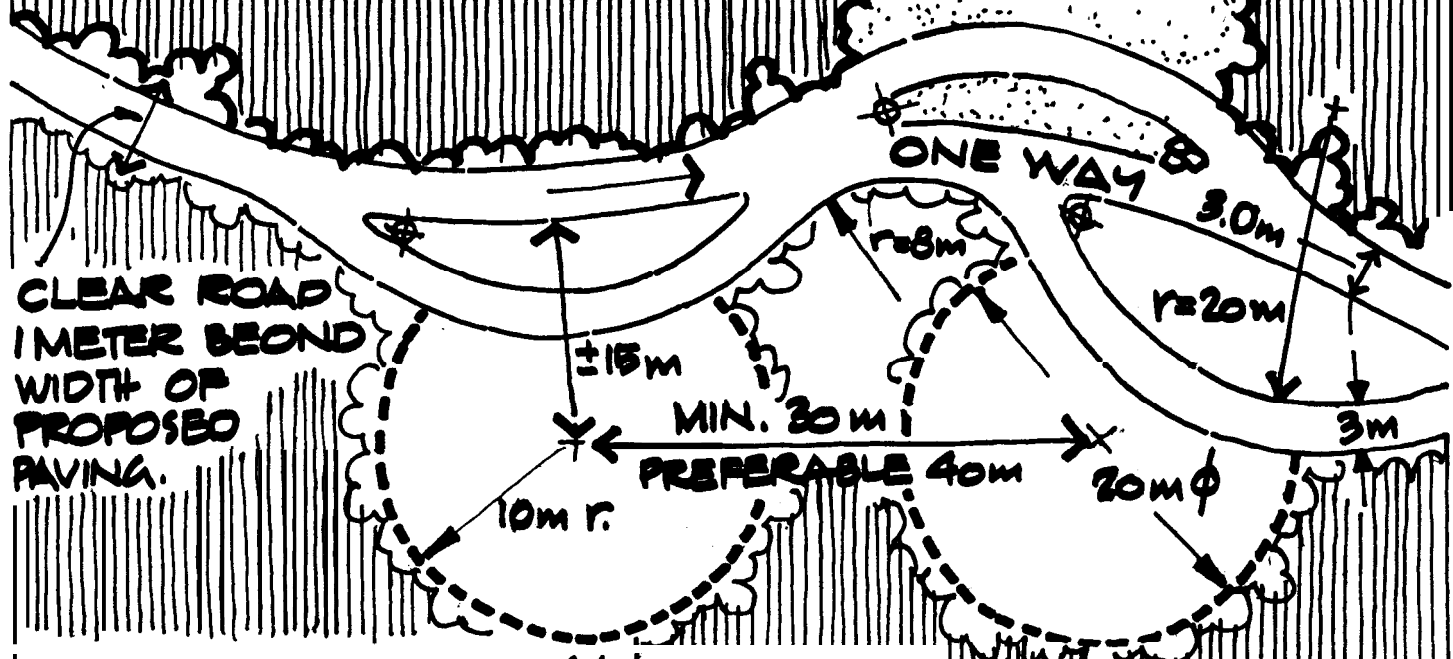 ONE WAY
3.0m
r=8m
CLEAR ROAD
1 METER BEOND
WIDTH OF
PROPOSED
PAVING.
r=20m
±15m
MIN. 30m
3m
PREFERABLE 40m
20mϕ
10m r.